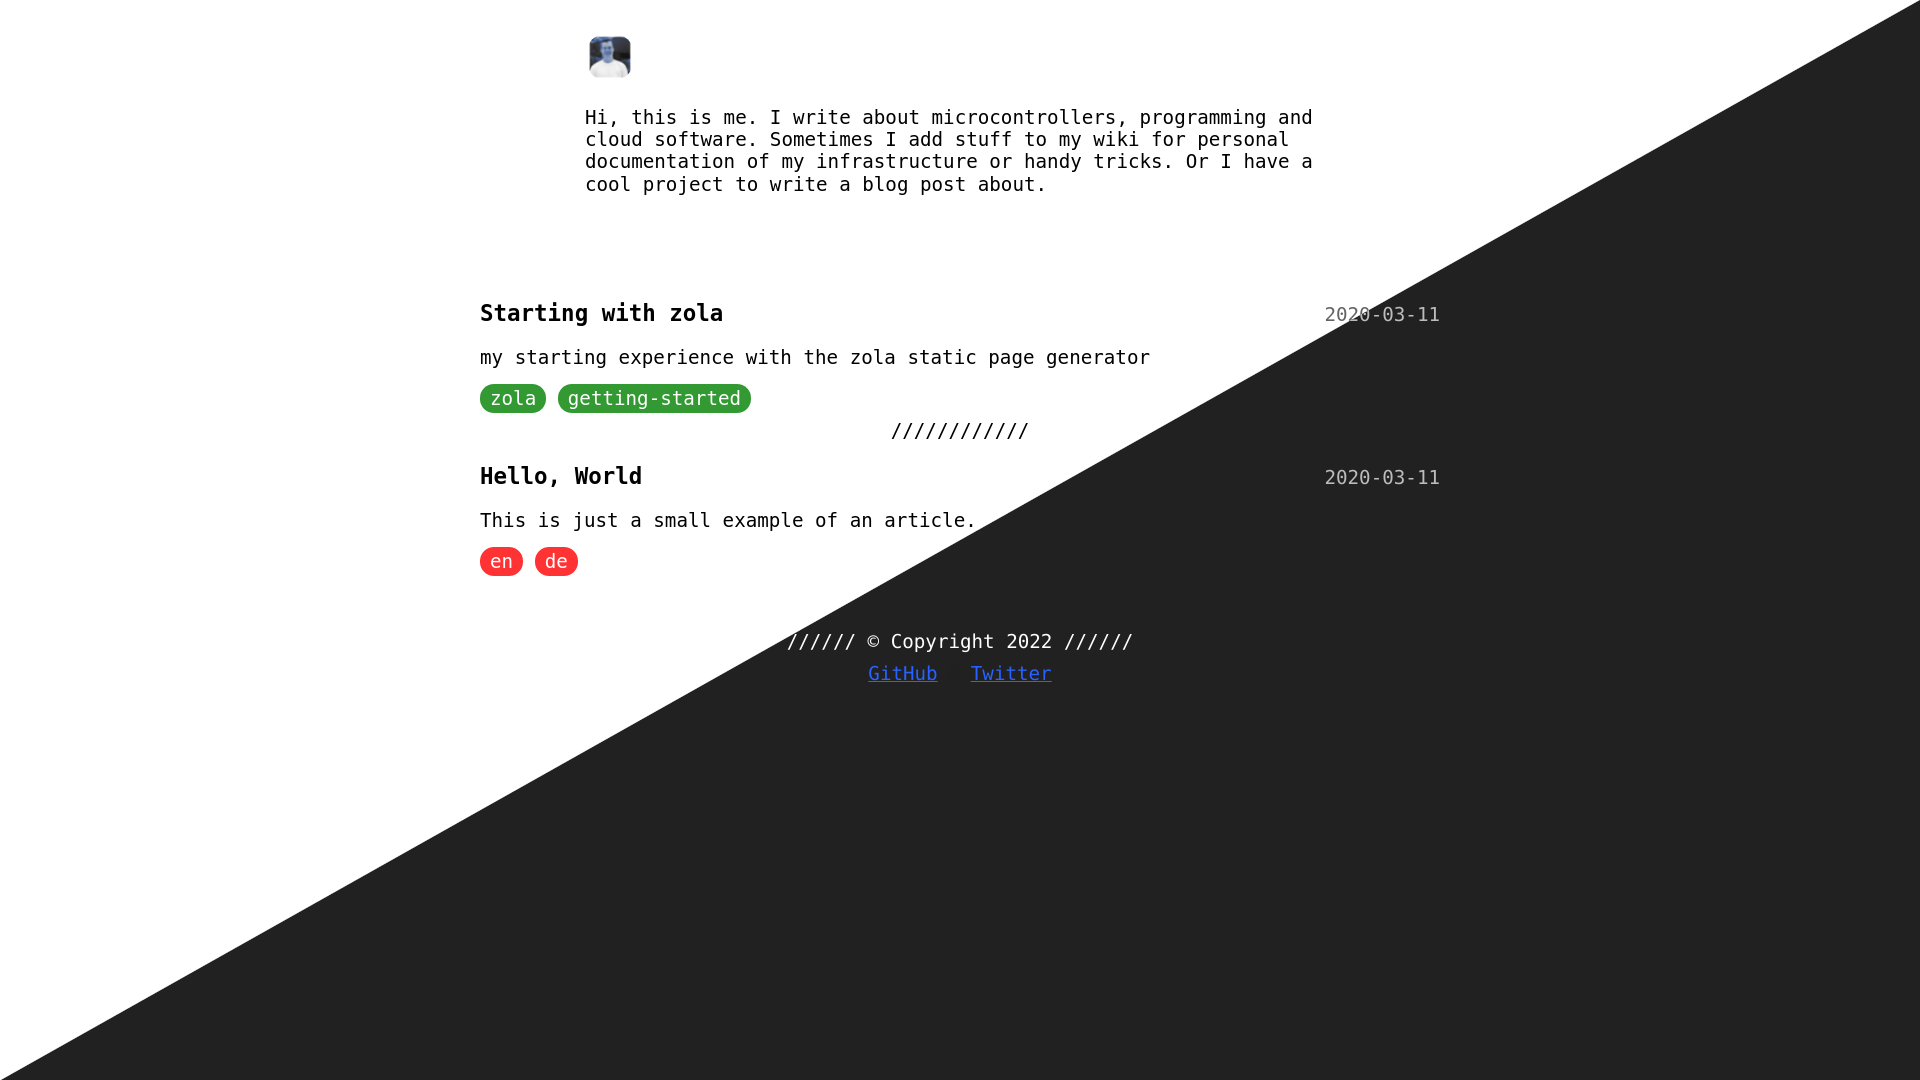 Hi, this is me. I write about microcontrollers, programming and
cloud software. Sometimes I add stuff to my wiki for personal
documentation of my infrastructure or handy tricks. Or I have a
cool project to write a blog post about.
Starting with zola 2020-03-11
my starting experience with the zola static page generator
zola getting-started
////////////
Hello, World 2020-03-11
This is just a small example of an article.
en de
////// © Copyright 2022 //////
GitHub Twitter